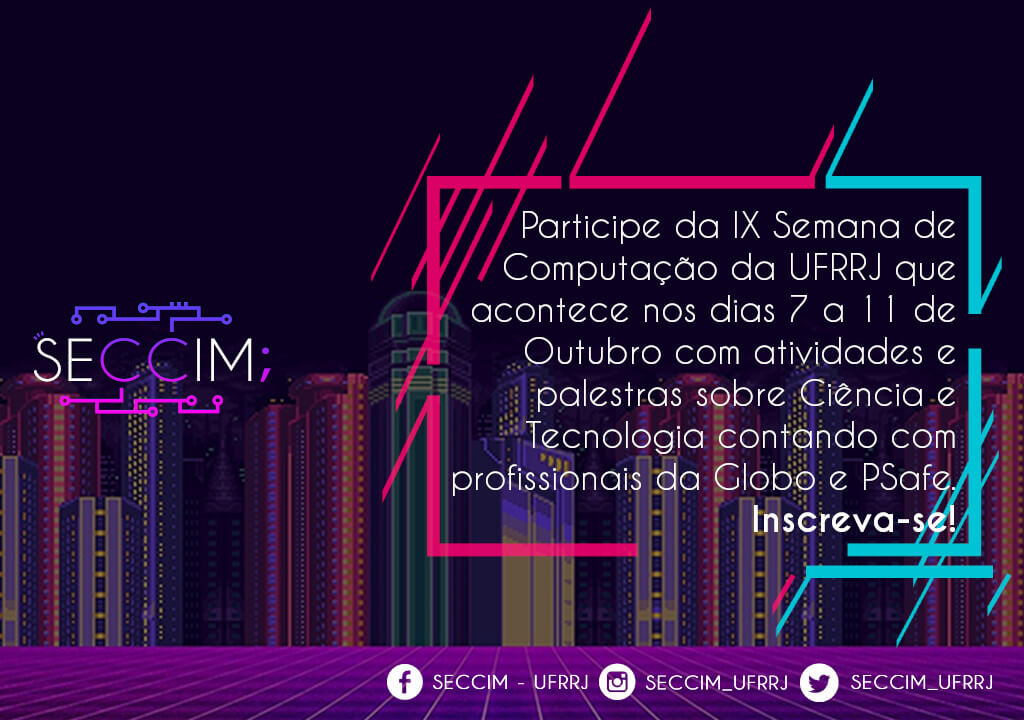 SECCIM;
Participe da IX Semana de
Computação da UFRRJ que
acontece nos dias 7 a 11 de
Outubro com atividades e
palestras sobre Ciência e
Tecnologia contando com
profissionais da Globo e PSafe.
Inscreva-se!
SECCIM - UFRRJ SECCIM_UFRRJ SECCIM_UFRRJ